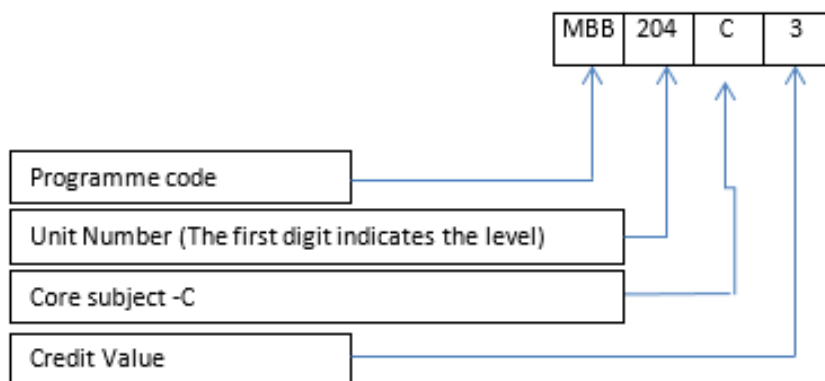 MBB 204 C 3
Programme code
Unit Number (The first digit indicates the level)
Core subject -C
Credit Value